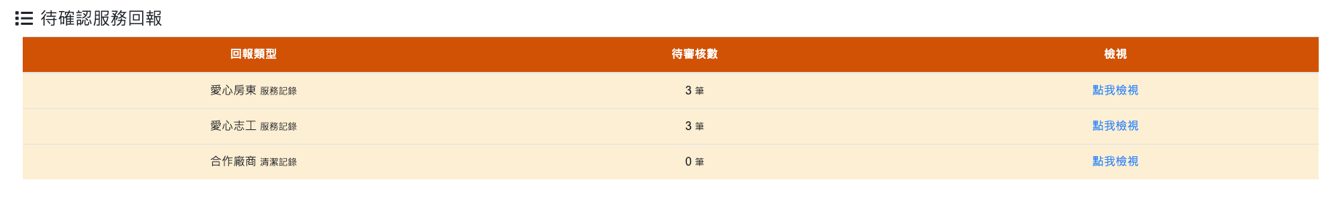 待確認服務回報
回報類型 待審核數 檢視
愛心房東 服務記錄 3 筆 點我檢視
愛心志工 服務記錄 3 筆 點我檢視
合作廠商 清潔記錄 0 筆 點我檢視